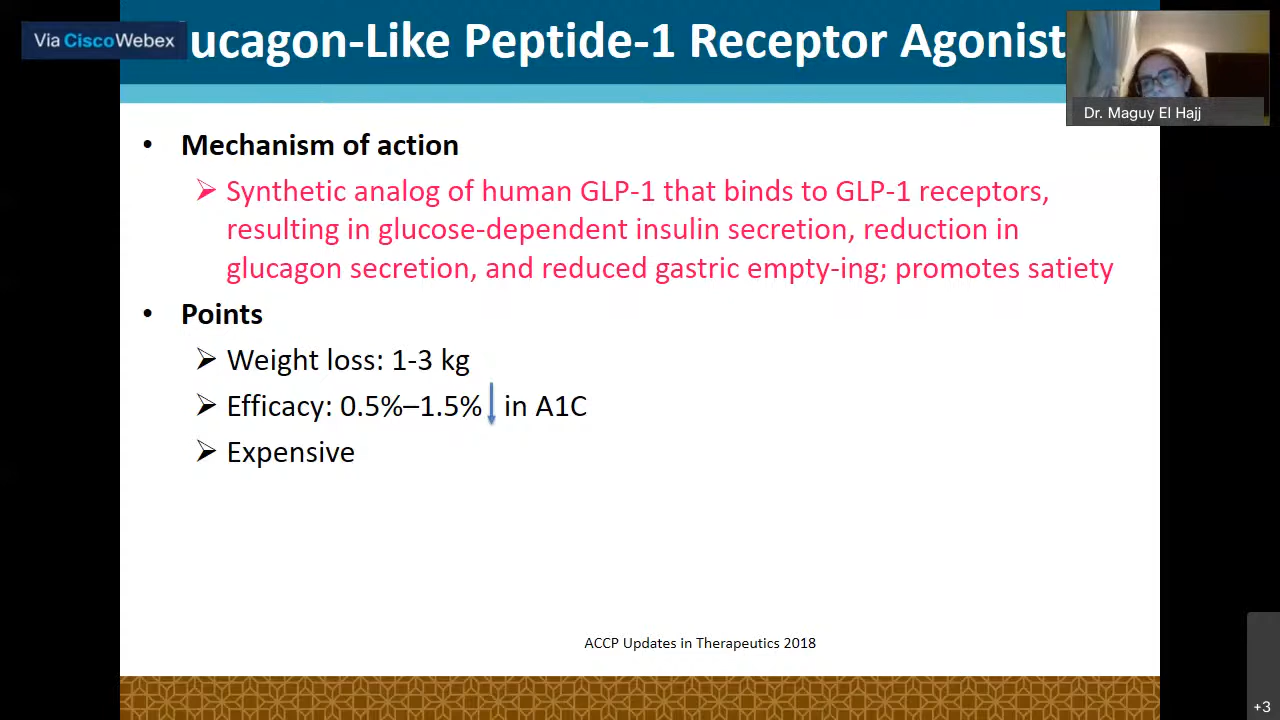 Via CiscoWebex
ucagon-Like Peptide-1 Receptor Agonist
Dr. Maguy El Hajj
• Mechanism of action
➢ Synthetic analog of human GLP-1 that binds to GLP-1 receptors,
resulting in glucose-dependent insulin secretion, reduction in
glucagon secretion, and reduced gastric empty-ing; promotes satiety
• Points
➢ Weight loss: 1-3 kg
➢ Efficacy: 0.5%–1.5% in A1C
➢ Expensive
ACCP Updates in Therapeutics 2018
+3